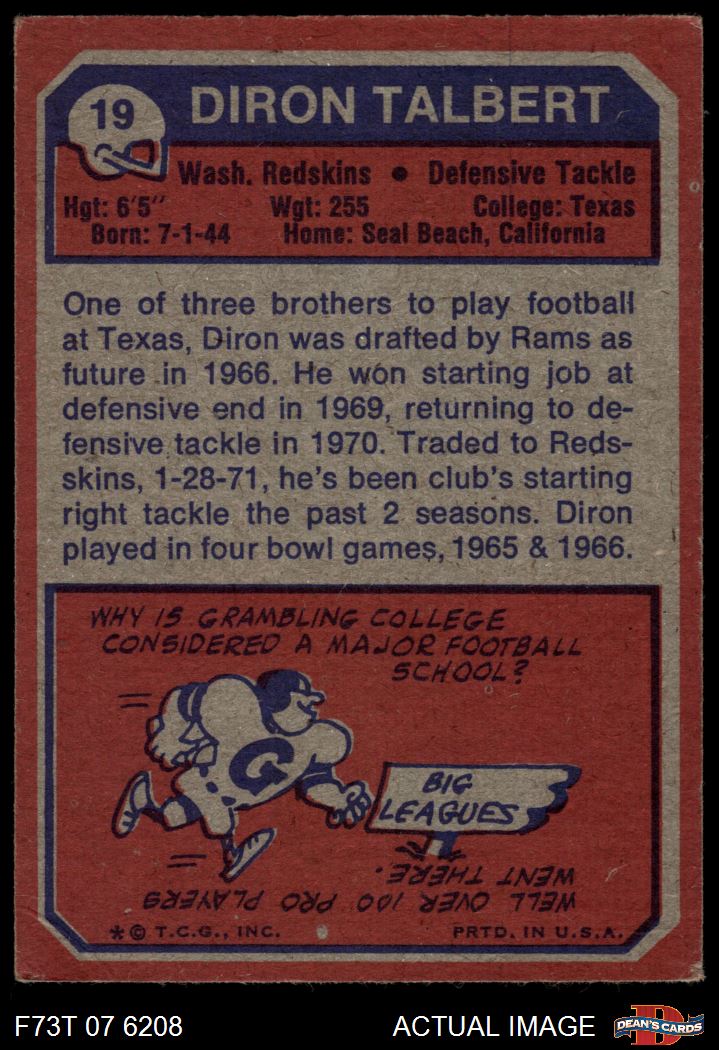 19
DIRON TALBERT
Wash. Redskins • Defensive Tackle
Hgt: 6'5" Wgt: 255 College: Texas
Born: 7-1-44 Home: Seal Beach, California
One of three brothers to play football
at Texas, Diron was drafted by Rams as
future in 1966. He won starting job at
defensive end in 1969, returning to de-
fensive tackle in 1970. Traded to Reds-
skins, 1-28-71, he's been club's starting
right tackle the past 2 seasons. Diron
played in four bowl games, 1965 & 1966.
WHY IS GRAMBLING COLLEGE
CONSIDERED A MAJOR FOOTBALL
SCHOOL?
G
BIG
LEAGUES
WELL OVER 100 PRO PLAYERS
WENT THERE.
* © T.C.G., INC. PRTD. IN U.S.A.
F73T 07 6208 ACTUAL IMAGE
D
DEAN'S CARDS